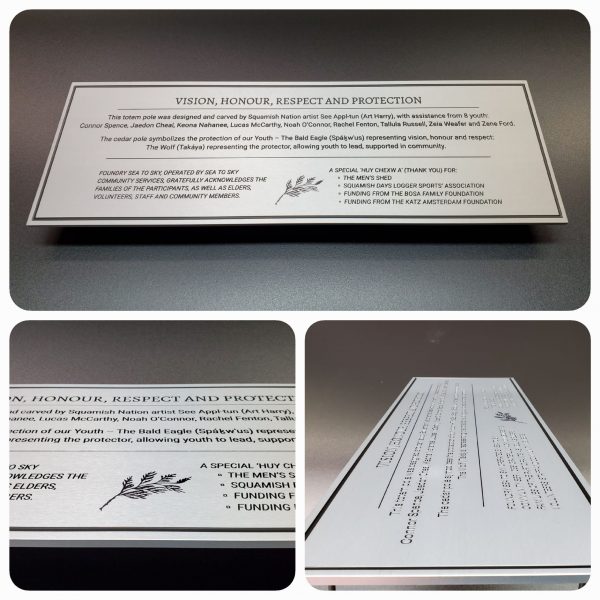 VISION, HONOUR, RESPECT AND PROTECTION
This totem pole was designed and carved by Squamish Nation artist See Appl-tun (Art Harry), with assistance from 8 youth:
Connor Spence, Jaedon Cheal, Keona Nahanee, Lucas McCarthy, Noah O'Connor, Rachel Fenton, Tallula Russell, Zeia Weafer and Zane Ford.
The cedar pole symbolizes the protection of our Youth – The Bald Eagle (Spáḵw'us) representing vision, honour and respect;
The Wolf (Takáya) representing the protector, allowing youth to lead, supported in community.
FOUNDRY SEA TO SKY, OPERATED BY SEA TO SKY
COMMUNITY SERVICES, GRATEFULLY ACKNOWLEDGES THE
FAMILIES OF THE PARTICIPANTS, AS WELL AS ELDERS,
VOLUNTEERS, STAFF AND COMMUNITY MEMBERS.
A SPECIAL 'HUY CHEXW A' (THANK YOU) FOR:
THE MEN'S SHED
SQUAMISH DAYS LOGGER SPORTS' ASSOCIATION
FUNDING FROM THE BOSA FAMILY FOUNDATION
FUNDING FROM THE KATZ AMSTERDAM FOUNDATION
ON, HONOUR, RESPECT AND PROTECT
nd carved by Squamish Nation artist See Appl-tun (Art Harry),
anee, Lucas McCarthy, Noah O'Connor, Rachel Fenton, Tallu
ection of our Youth – The Bald Eagle (Spáḵw'us) represe
presenting the protector, allowing youth to lead, suppor
TO SKY
WLEDGES THE
S ELDERS,
ERS.
A SPECIAL 'HUY CHEX
THE MEN'S S
SQUAMISH
FUNDING F
FUNDING